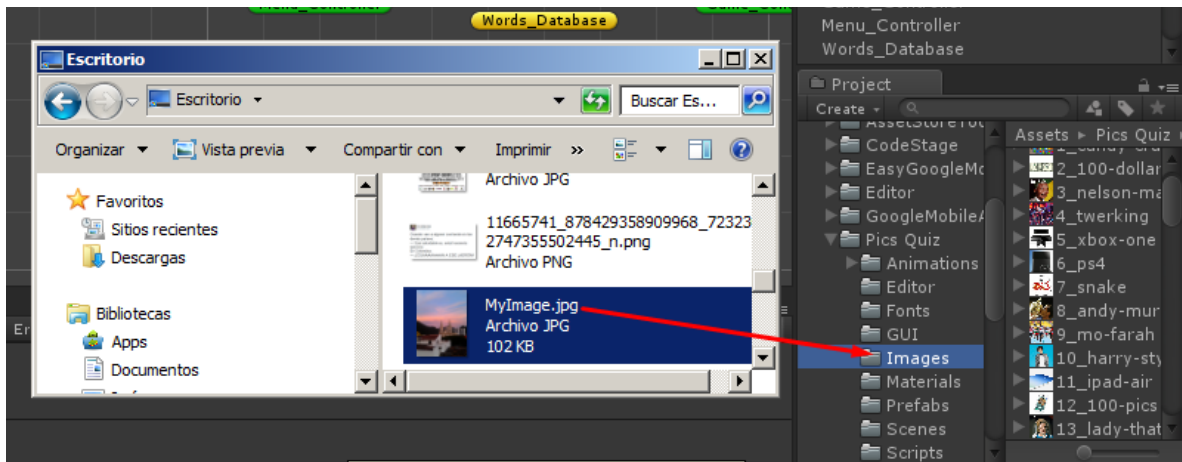 Menu_Controller
Words_Database
Menu_Controller
Words_Database
Escritorio
Escritorio
Buscar Es...
Organizar
Vista previa
Compartir con
Imprimir
»
Favoritos
Sitios recientes
Descargas
Bibliotecas
Apps
Documentos
Archivo JPG
11665741_878429358909968_72323
2747355502445_n.png
Archivo PNG
MyImage.jpg
Archivo JPG
102 KB
Er
Project
Create
AssetStoreToo
CodeStage
EasyGoogleMo
Editor
GoogleMobileA
Pics Quiz
Animations
Editor
Fonts
GUI
Images
Materials
Prefabs
Scenes
Scripts
Assets ▸ Pics Quiz
2_100-dollar
3_nelson-ma
4_twerking
5_xbox-one
6_ps4
7_snake
8_andy-mur
9_mo-farah
10_harry-sty
11_ipad-air
12_100-pics
13_lady-that